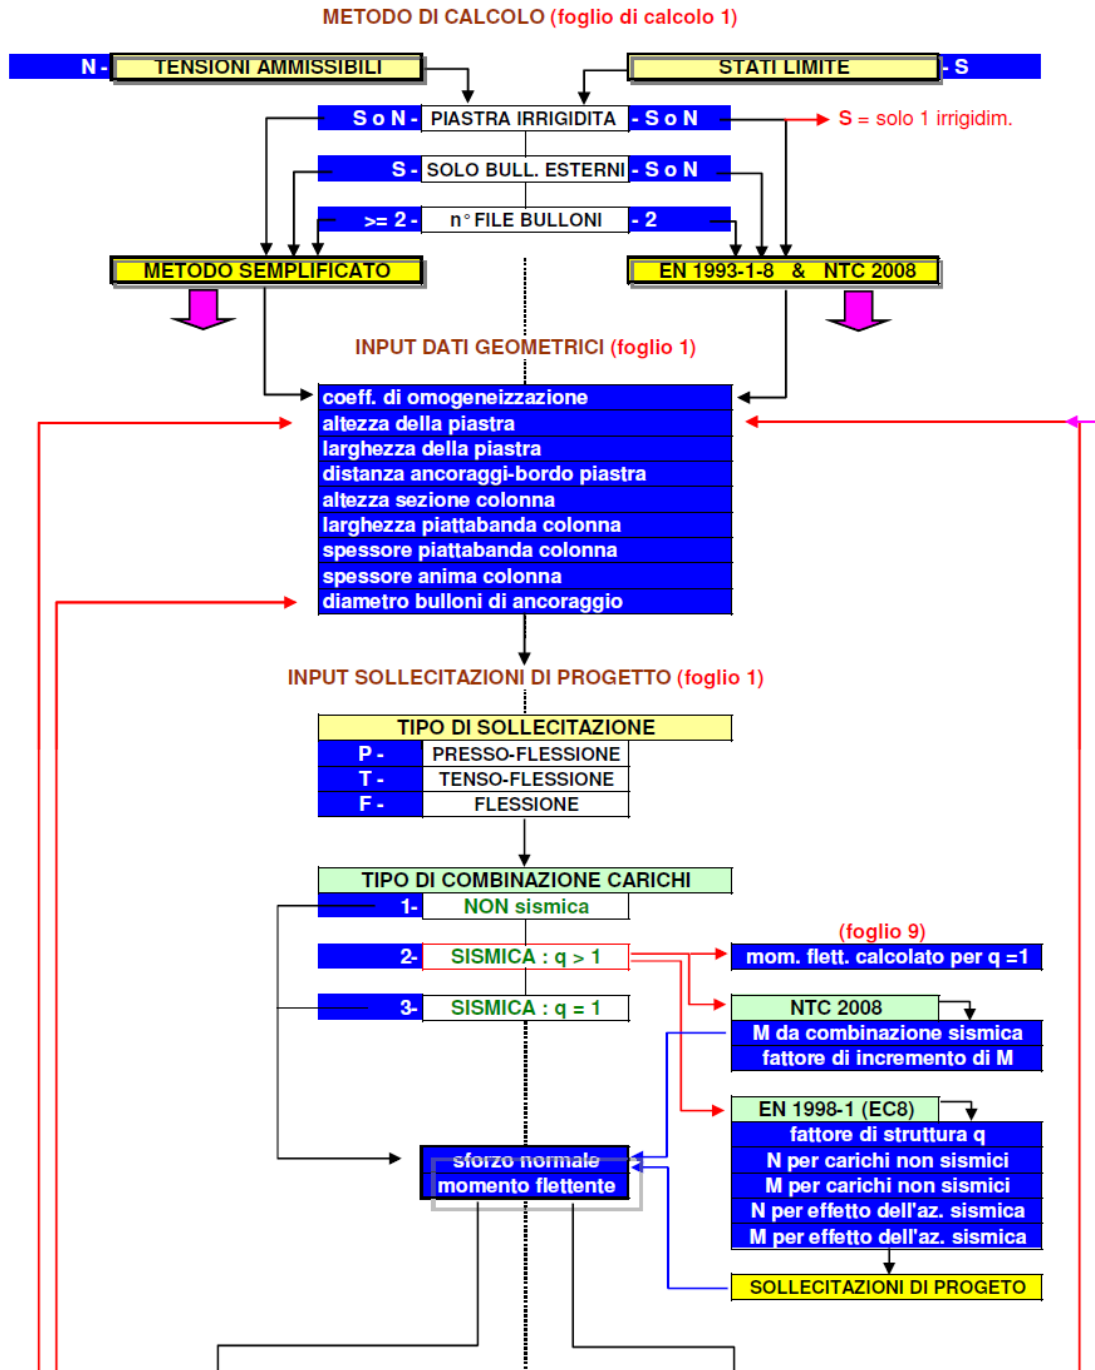 METODO DI CALCOLO (foglio di calcolo 1)
N - TENSIONI AMMISSIBILI STATI LIMITE - S
S o N - PIASTRA IRRIGIDITA - S o N S = solo 1 irrigidim.
S - SOLO BULL. ESTERNI - S o N
>= 2 - n° FILE BULLONI - 2
METODO SEMPLIFICATO EN 1993-1-8 & NTC 2008
INPUT DATI GEOMETRICI (foglio 1)
coeff. di omogeneizzazione
altezza della piastra
larghezza della piastra
distanza ancoraggi-bordo piastra
altezza sezione colonna
larghezza piattabanda colonna
spessore piattabanda colonna
spessore anima colonna
diametro bulloni di ancoraggio
INPUT SOLLECITAZIONI DI PROGETTO (foglio 1)
TIPO DI SOLLECITAZIONE
P - PRESSO-FLESSIONE
T - TENSO-FLESSIONE
F - FLESSIONE
TIPO DI COMBINAZIONE CARICHI
1- NON sismica
2- SISMICA : q > 1
3- SISMICA : q = 1
(foglio 9)
mom. flett. calcolato per q =1
NTC 2008
M da combinazione sismica
fattore di incremento di M
EN 1998-1 (EC8)
fattore di struttura q
N per carichi non sismici
M per carichi non sismici
N per effetto dell'az. sismica
M per effetto dell'az. sismica
SOLLECITAZIONI DI PROGETO
sforzo normale
momento flettente